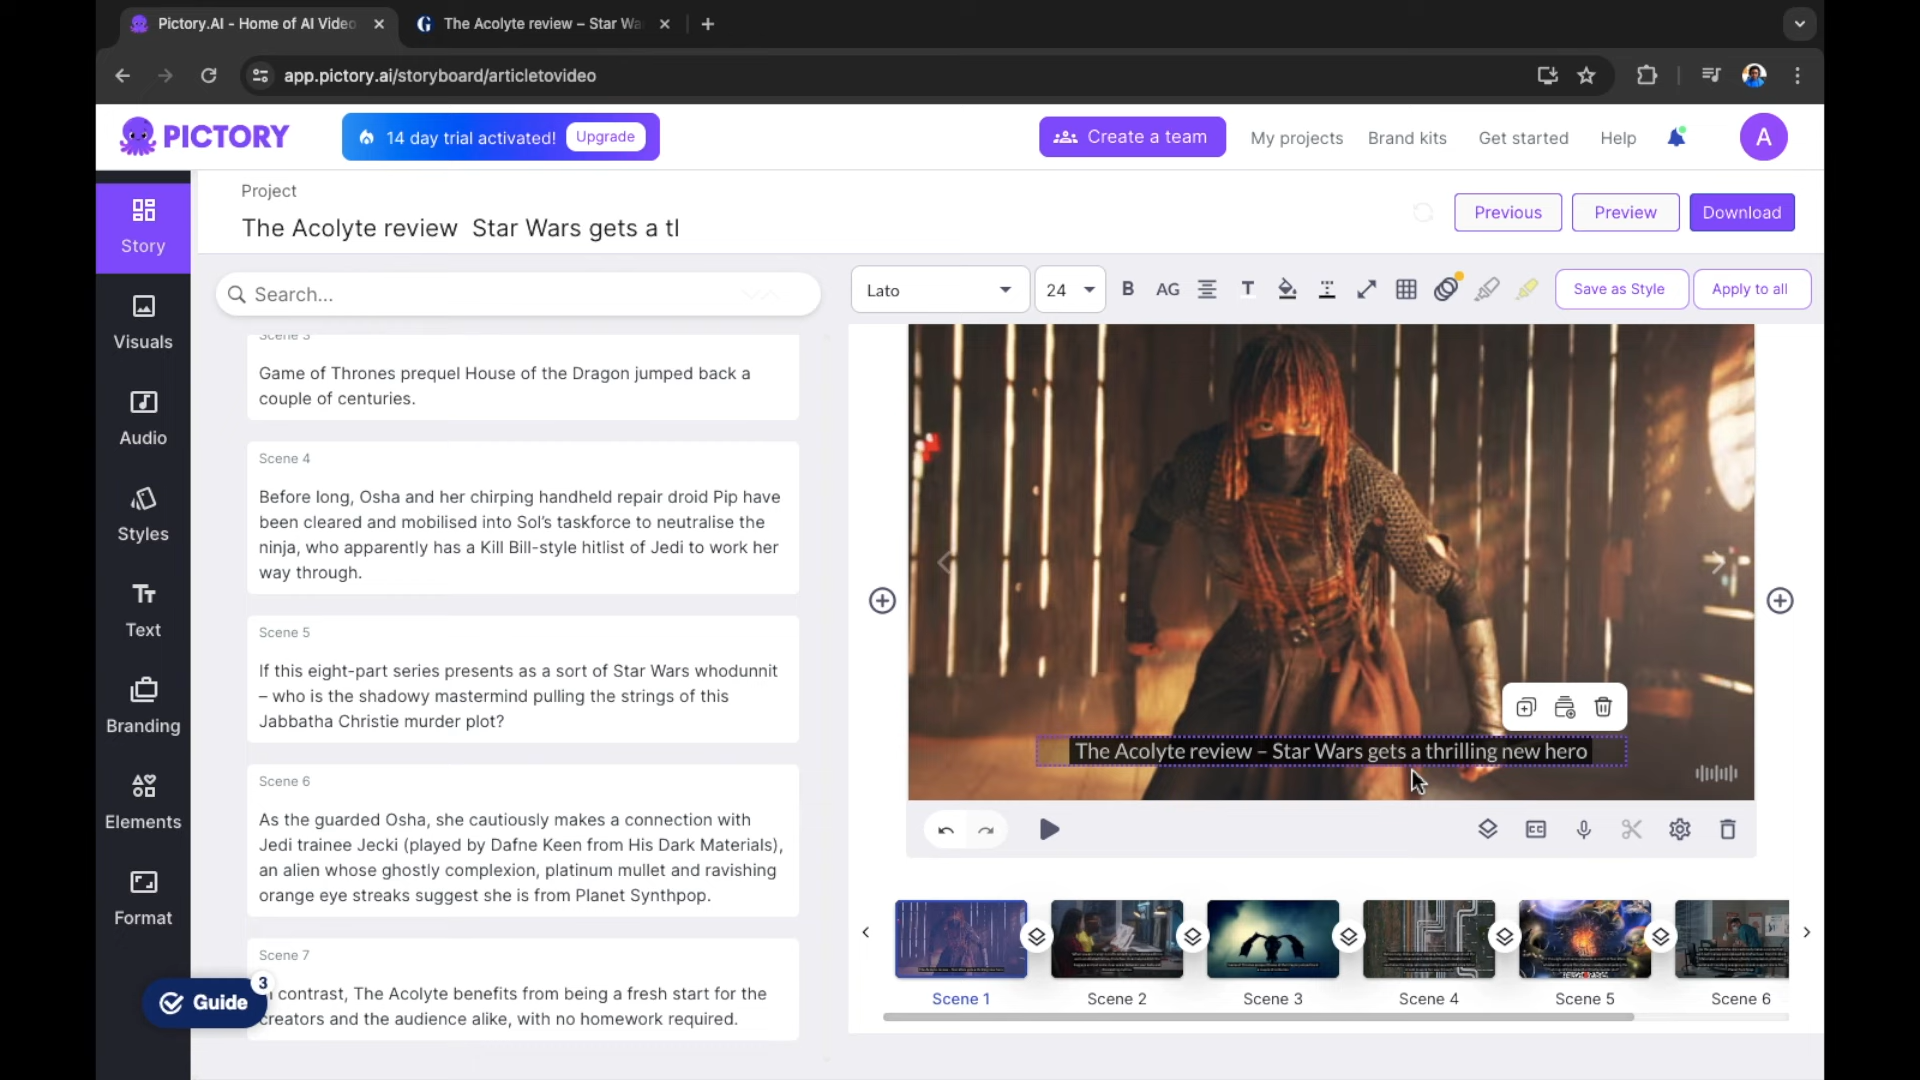 Pictory.AI - Home of AI Video
The Acolyte review – Star Wa
app.pictory.ai/storyboard/articletovideo
PICTORY
14 day trial activated!
Upgrade
Create a team
My projects
Brand kits
Get started
Help
A
Story
Visuals
Audio
Styles
Text
Branding
Elements
Format
Project
The Acolyte review  Star Wars gets a tl
Previous
Preview
Download
Search...
Lato
24
B
AG
T
Save as Style
Apply to all
Scene 3
Game of Thrones prequel House of the Dragon jumped back a
couple of centuries.
Scene 4
Before long, Osha and her chirping handheld repair droid Pip have
been cleared and mobilised into Sol's taskforce to neutralise the
ninja, who apparently has a Kill Bill-style hitlist of Jedi to work her
way through.
Scene 5
If this eight-part series presents as a sort of Star Wars whodunnit
– who is the shadowy mastermind pulling the strings of this
Jabbatha Christie murder plot?
Scene 6
As the guarded Osha, she cautiously makes a connection with
Jedi trainee Jecki (played by Dafne Keen from His Dark Materials),
an alien whose ghostly complexion, platinum mullet and ravishing
orange eye streaks suggest she is from Planet Synthpop.
Scene 7
contrast, The Acolyte benefits from being a fresh start for the
creators and the audience alike, with no homework required.
Guide
3
The Acolyte review – Star Wars gets a thrilling new hero
CC
Scene 1
Scene 2
Scene 3
Scene 4
Scene 5
Scene 6